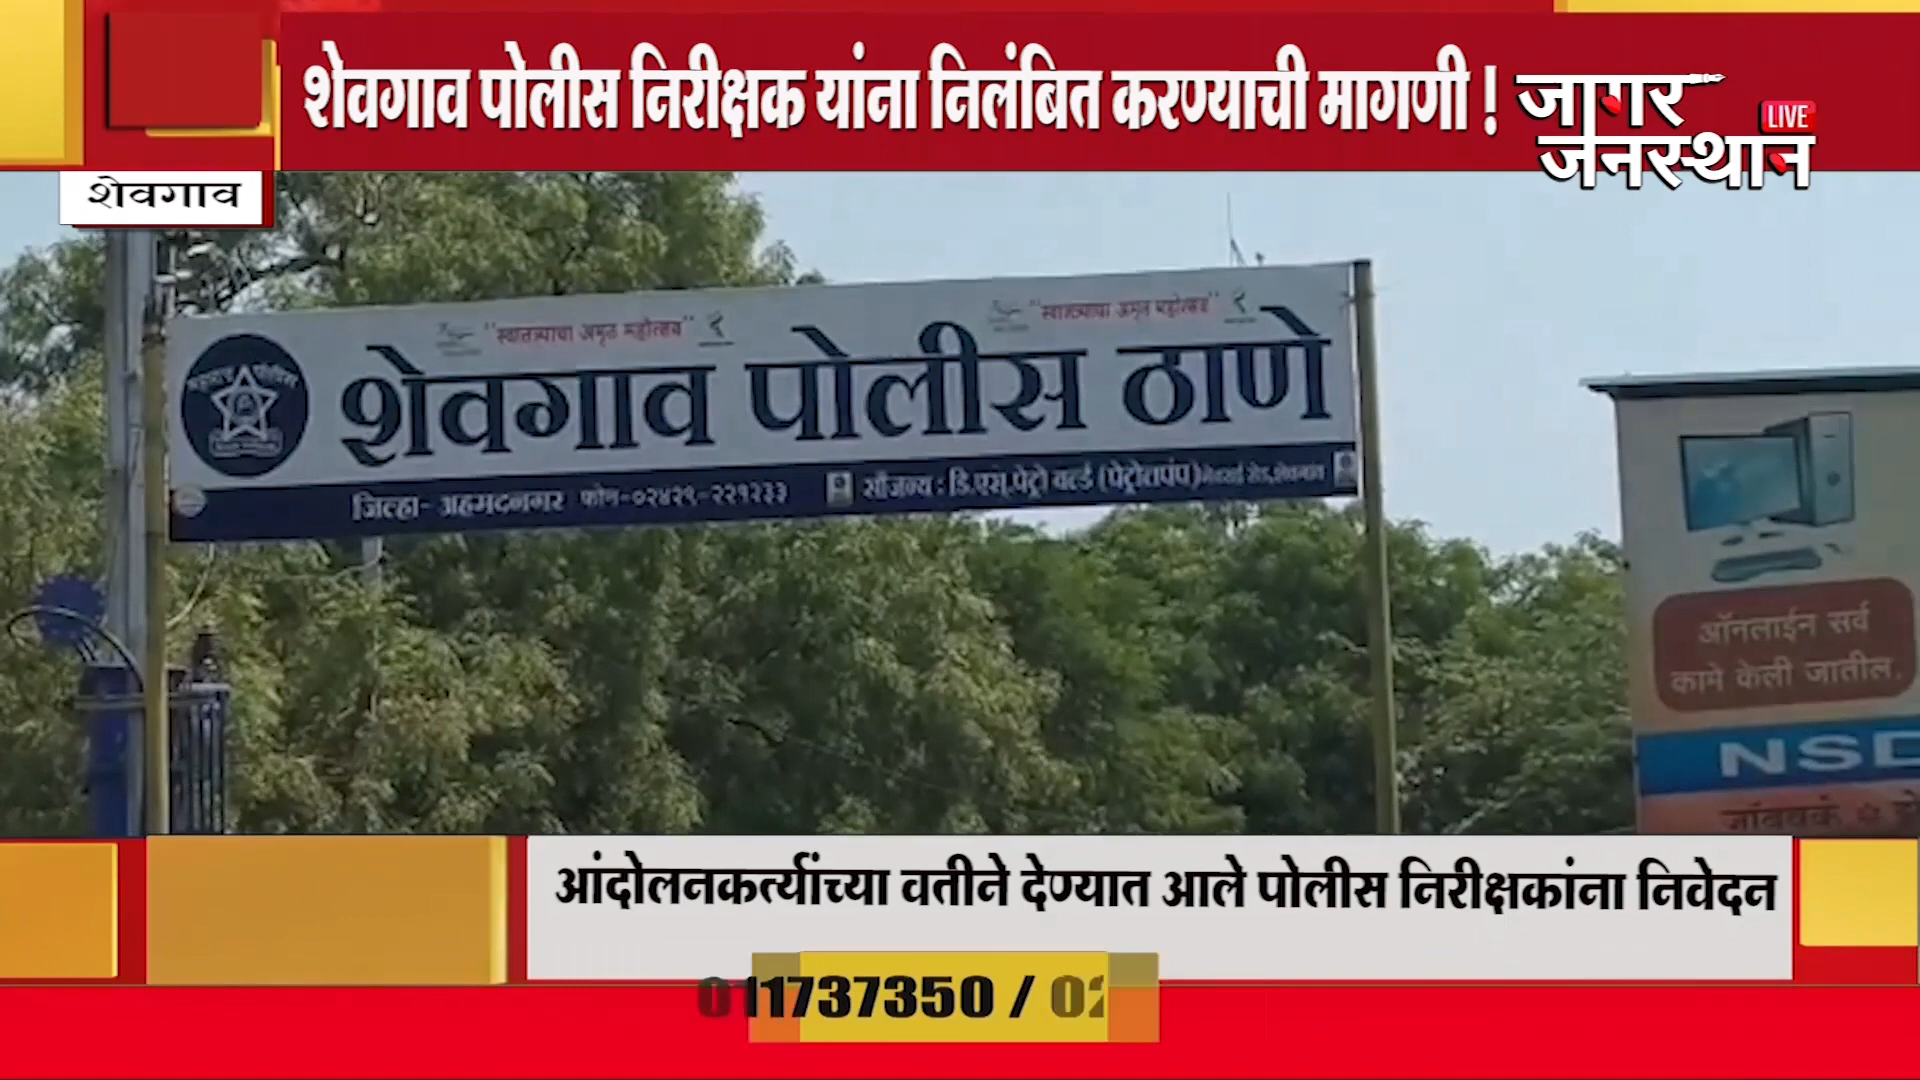 शेवगाव पोलीस निरीक्षक यांना निलंबित करण्याची मागणी !
जागर
LIVE
जनस्थान
शेवगाव
"स्वातंत्र्याचा अमृत महोत्सव"
"स्वातंत्र्याचा अमृत महोत्सव"
शेवगाव पोलीस ठाणे
जिल्हा- अहमदनगर फोन-०२४२९-२२१२३३
सौजन्य : डि.एस.पेट्रो वर्ल्ड (पेट्रोलपंप)
ऑनलाईन सर्व
कामे केली जातील.
NSD
आंदोलनकर्त्यांच्या वतीने देण्यात आले पोलीस निरीक्षकांना निवेदन
11737350 / 02